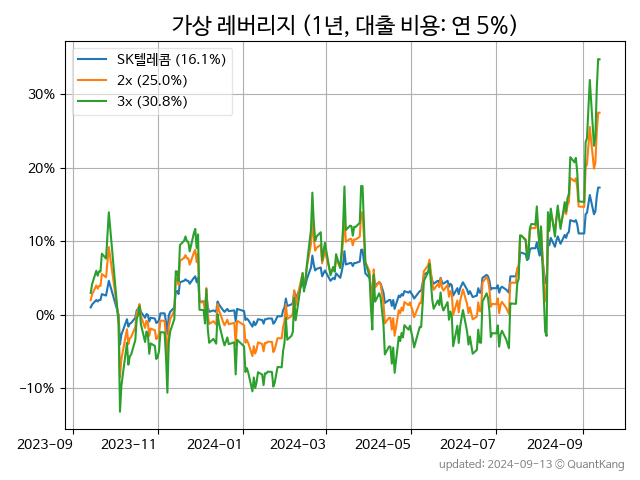 가상 레버리지 (1년, 대출 비용: 연 5%)
SK텔레콤 (16.1%)
2x (25.0%)
3x (30.8%)
30%
20%
10%
0%
−10%
2023-09
2023-11
2024-01
2024-03
2024-05
2024-07
2024-09
updated: 2024-09-13 © QuantKang